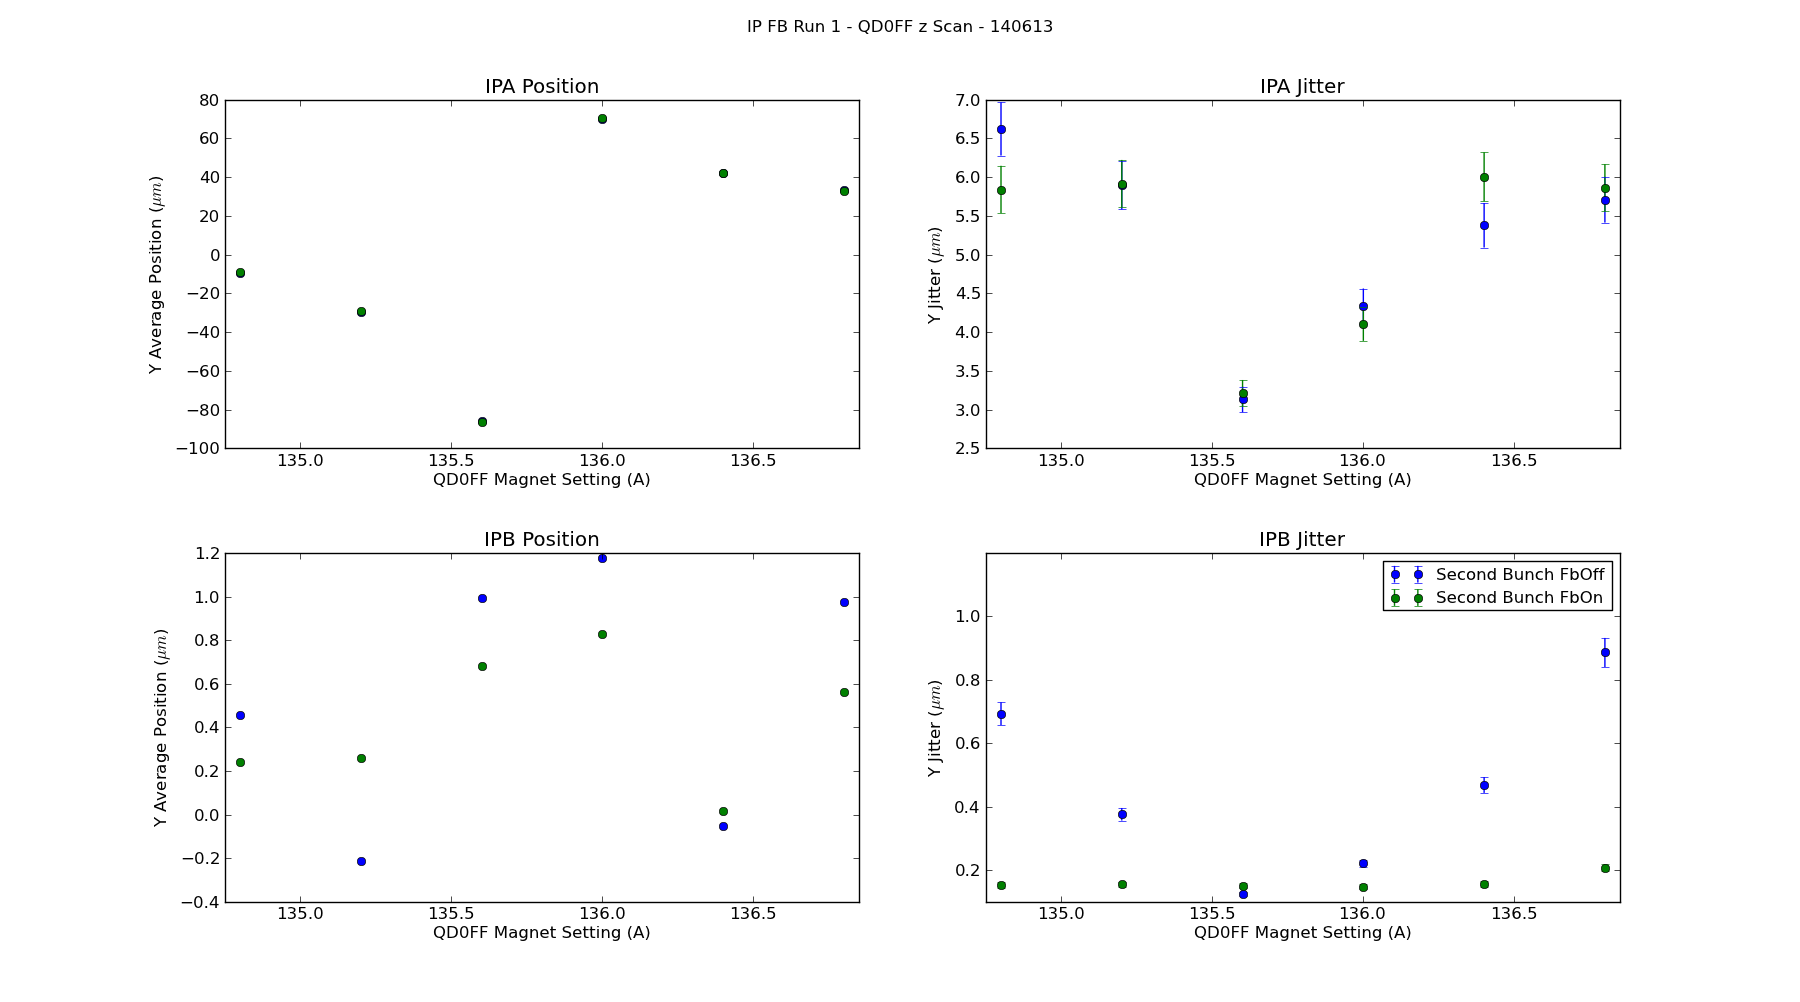 IP FB Run 1 - QD0FF z Scan - 140613
IPA Position
80
60
40
20
0
−20
−40
−60
−80
−100
Y Average Position (μm)
135.0 135.5 136.0 136.5
QD0FF Magnet Setting (A)
IPA Jitter
7.0
6.5
6.0
5.5
5.0
4.5
4.0
3.5
3.0
2.5
Y Jitter (μm)
135.0 135.5 136.0 136.5
QD0FF Magnet Setting (A)
IPB Position
1.2
1.0
0.8
0.6
0.4
0.2
0.0
−0.2
−0.4
Y Average Position (μm)
135.0 135.5 136.0 136.5
QD0FF Magnet Setting (A)
IPB Jitter
Second Bunch FbOff
Second Bunch FbOn
1.0
0.8
0.6
0.4
0.2
Y Jitter (μm)
135.0 135.5 136.0 136.5
QD0FF Magnet Setting (A)